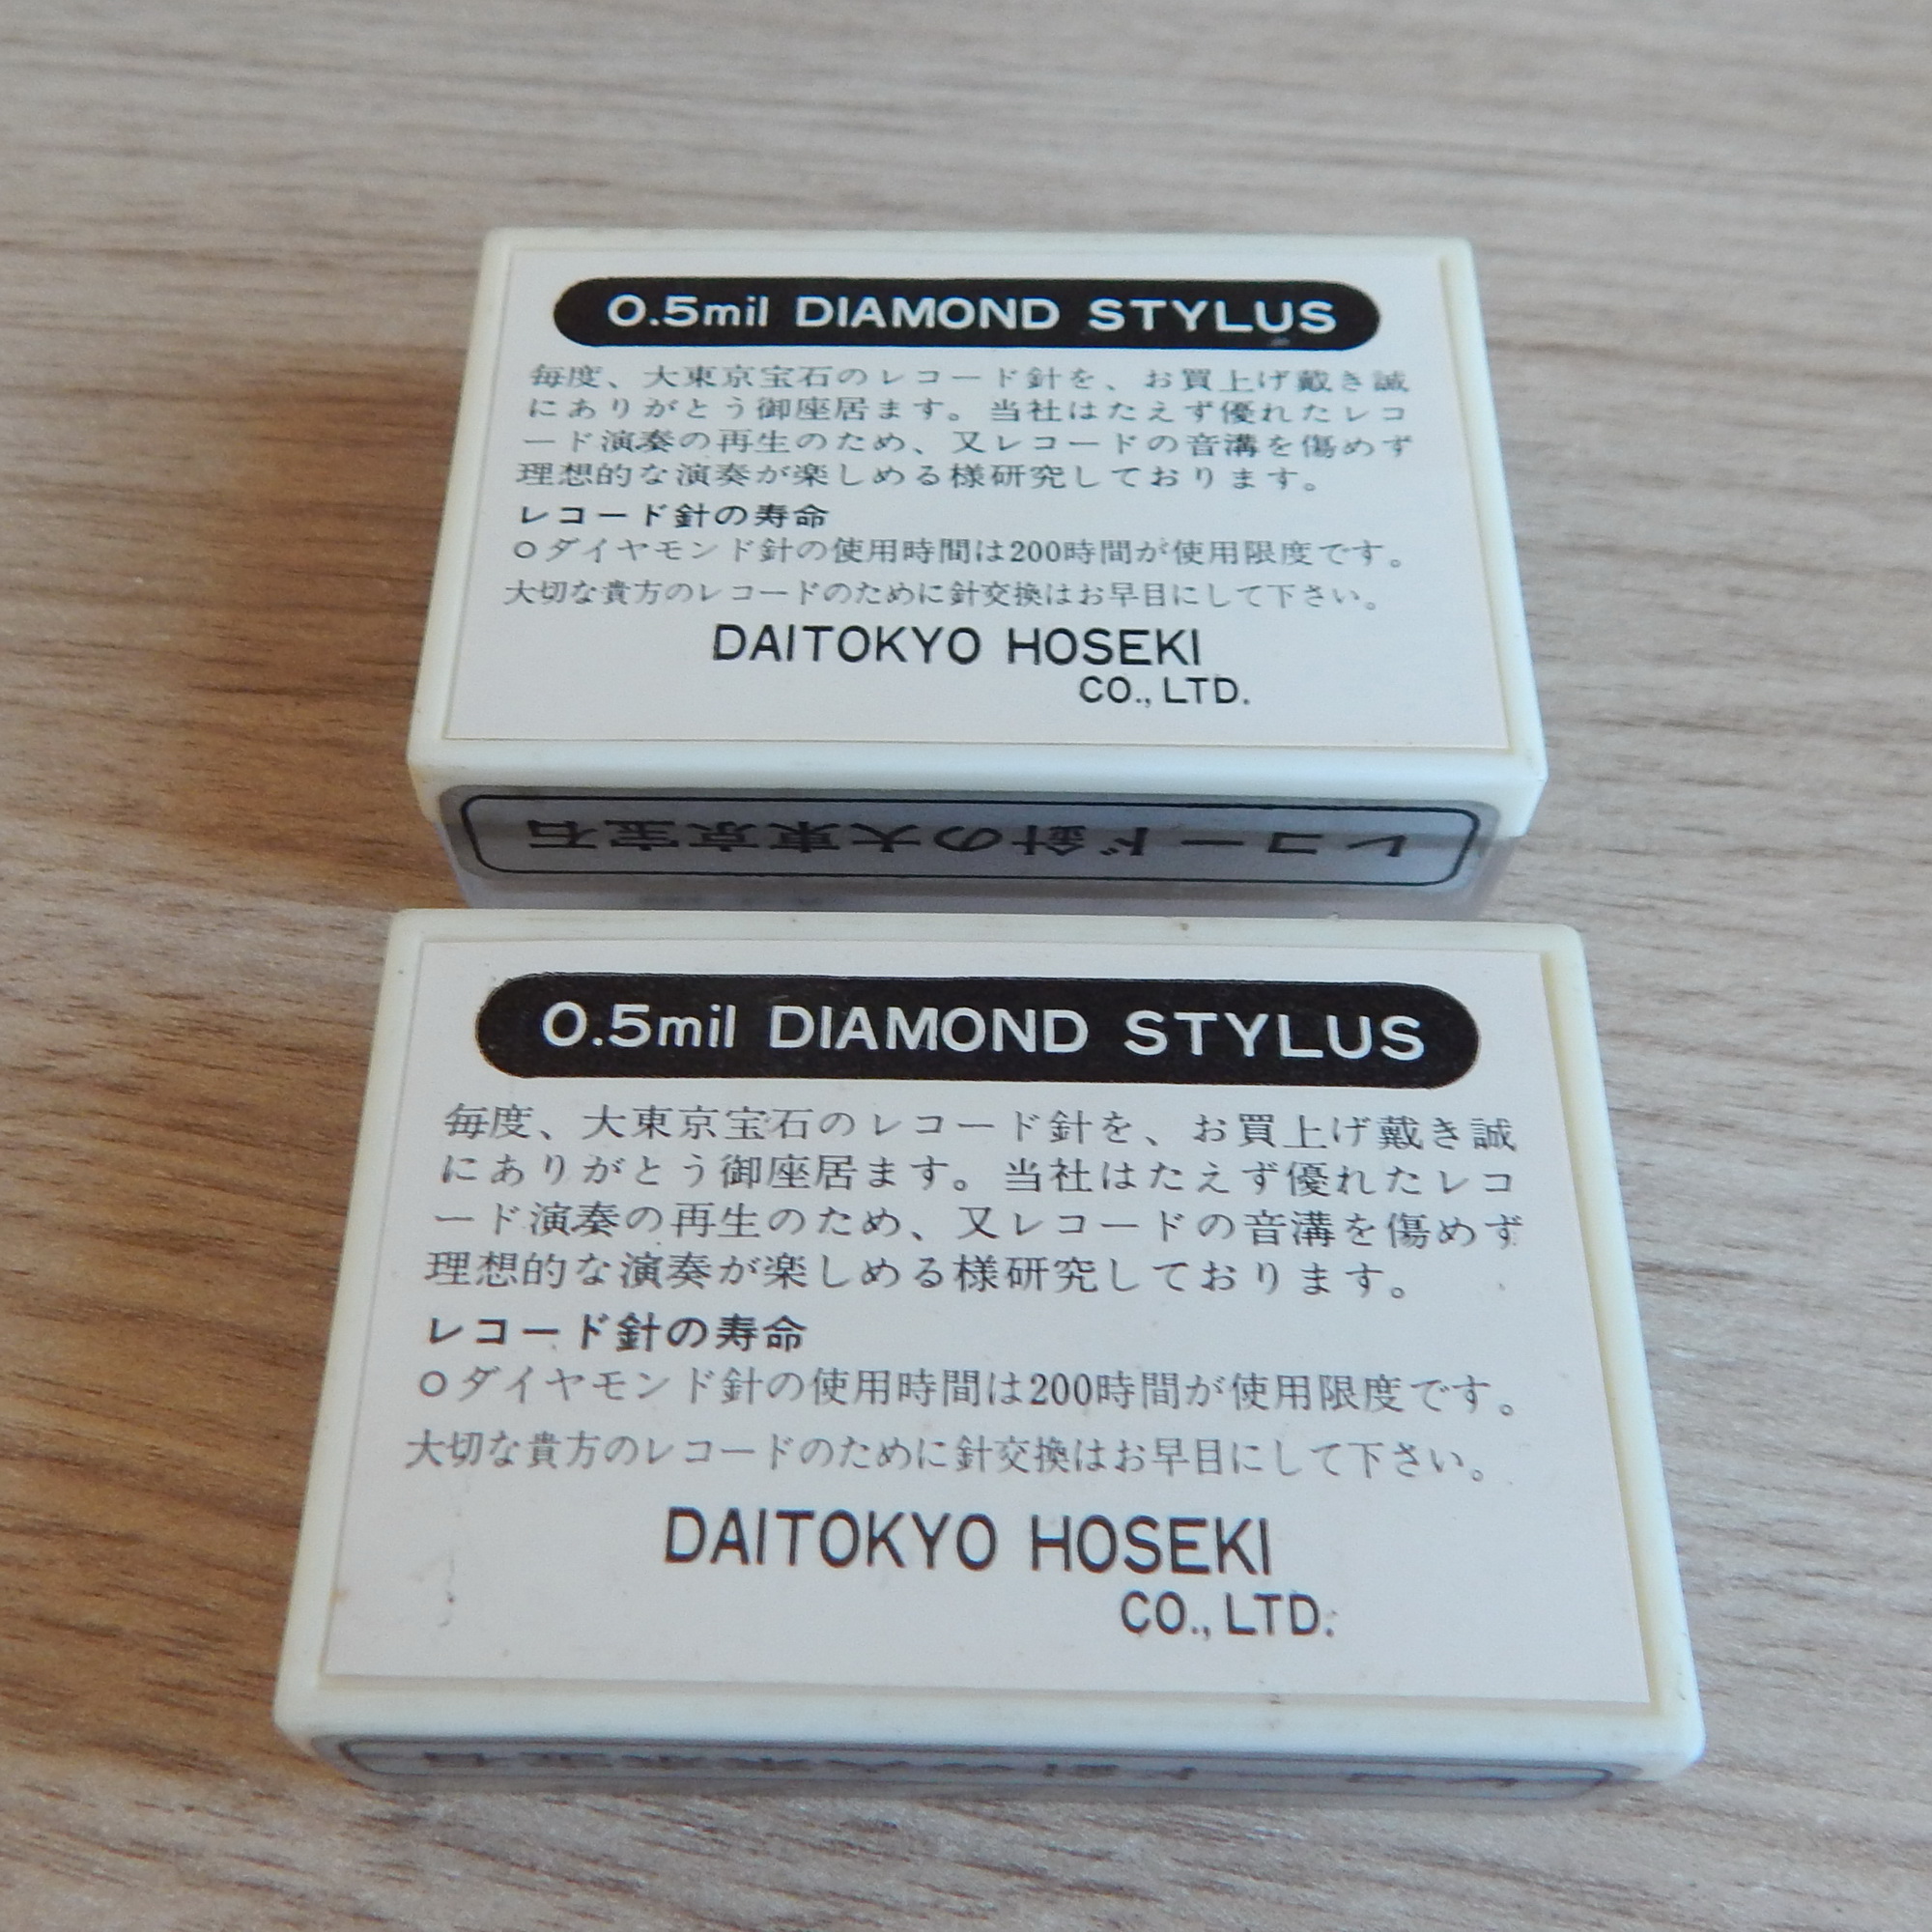 0.5mil DIAMOND STYLUS
毎度、大東京宝石のレコード針を、お買上げ戴き誠
にありがとう御座居ます。当社はたえず優れたレコ
ード演奏の再生のため、又レコードの音溝を傷めず
理想的な演奏が楽しめる様研究しております。
レコード針の寿命
○ダイヤモンド針の使用時間は200時間が使用限度です。
大切な貴方のレコードのために針交換はお早目にして下さい。
DAITOKYO HOSEKI
CO., LTD.
レコード針の大東京宝石
0.5mil DIAMOND STYLUS
毎度、大東京宝石のレコード針を、お買上げ戴き誠
にありがとう御座居ます。当社はたえず優れたレコ
ード演奏の再生のため、又レコードの音溝を傷めず
理想的な演奏が楽しめる様研究しております。
レコード針の寿命
○ダイヤモンド針の使用時間は200時間が使用限度です。
大切な貴方のレコードのために針交換はお早目にして下さい。
DAITOKYO HOSEKI
CO., LTD.
レコード針の大東京宝石